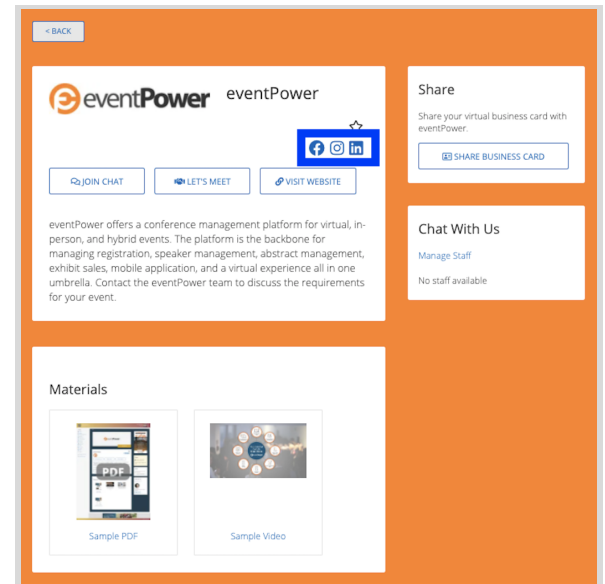 < BACK
eventPower
eventPower
JOIN CHAT
LET'S MEET
VISIT WEBSITE
eventPower offers a conference management platform for virtual, in-
person, and hybrid events. The platform is the backbone for
managing registration, speaker management, abstract management,
exhibit sales, mobile application, and a virtual experience all in one
umbrella. Contact the eventPower team to discuss the requirements
for your event.
Share
Share your virtual business card with
eventPower.
SHARE BUSINESS CARD
Chat With Us
Manage Staff
No staff available
Materials
PDF
Sample PDF
Sample Video